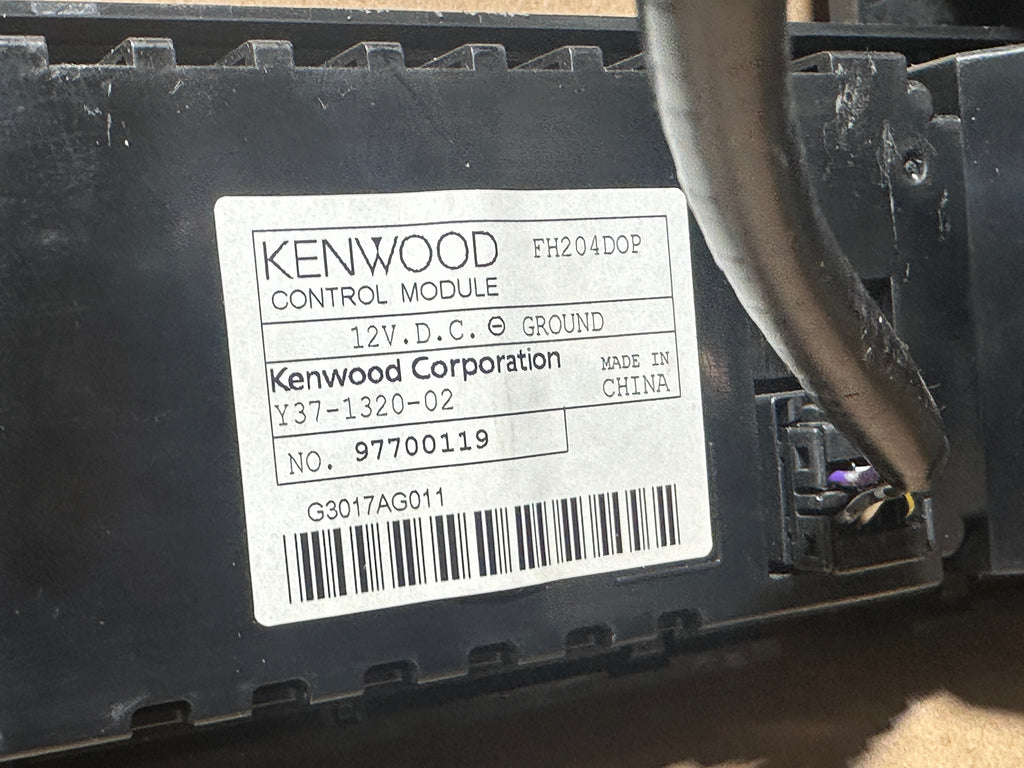 KENWOOD FH204DOP
CONTROL MODULE
12V.D.C. ⊖ GROUND
Kenwood Corporation MADE IN
Y37-1320-02 CHINA
NO. 97700119
G3017AG011